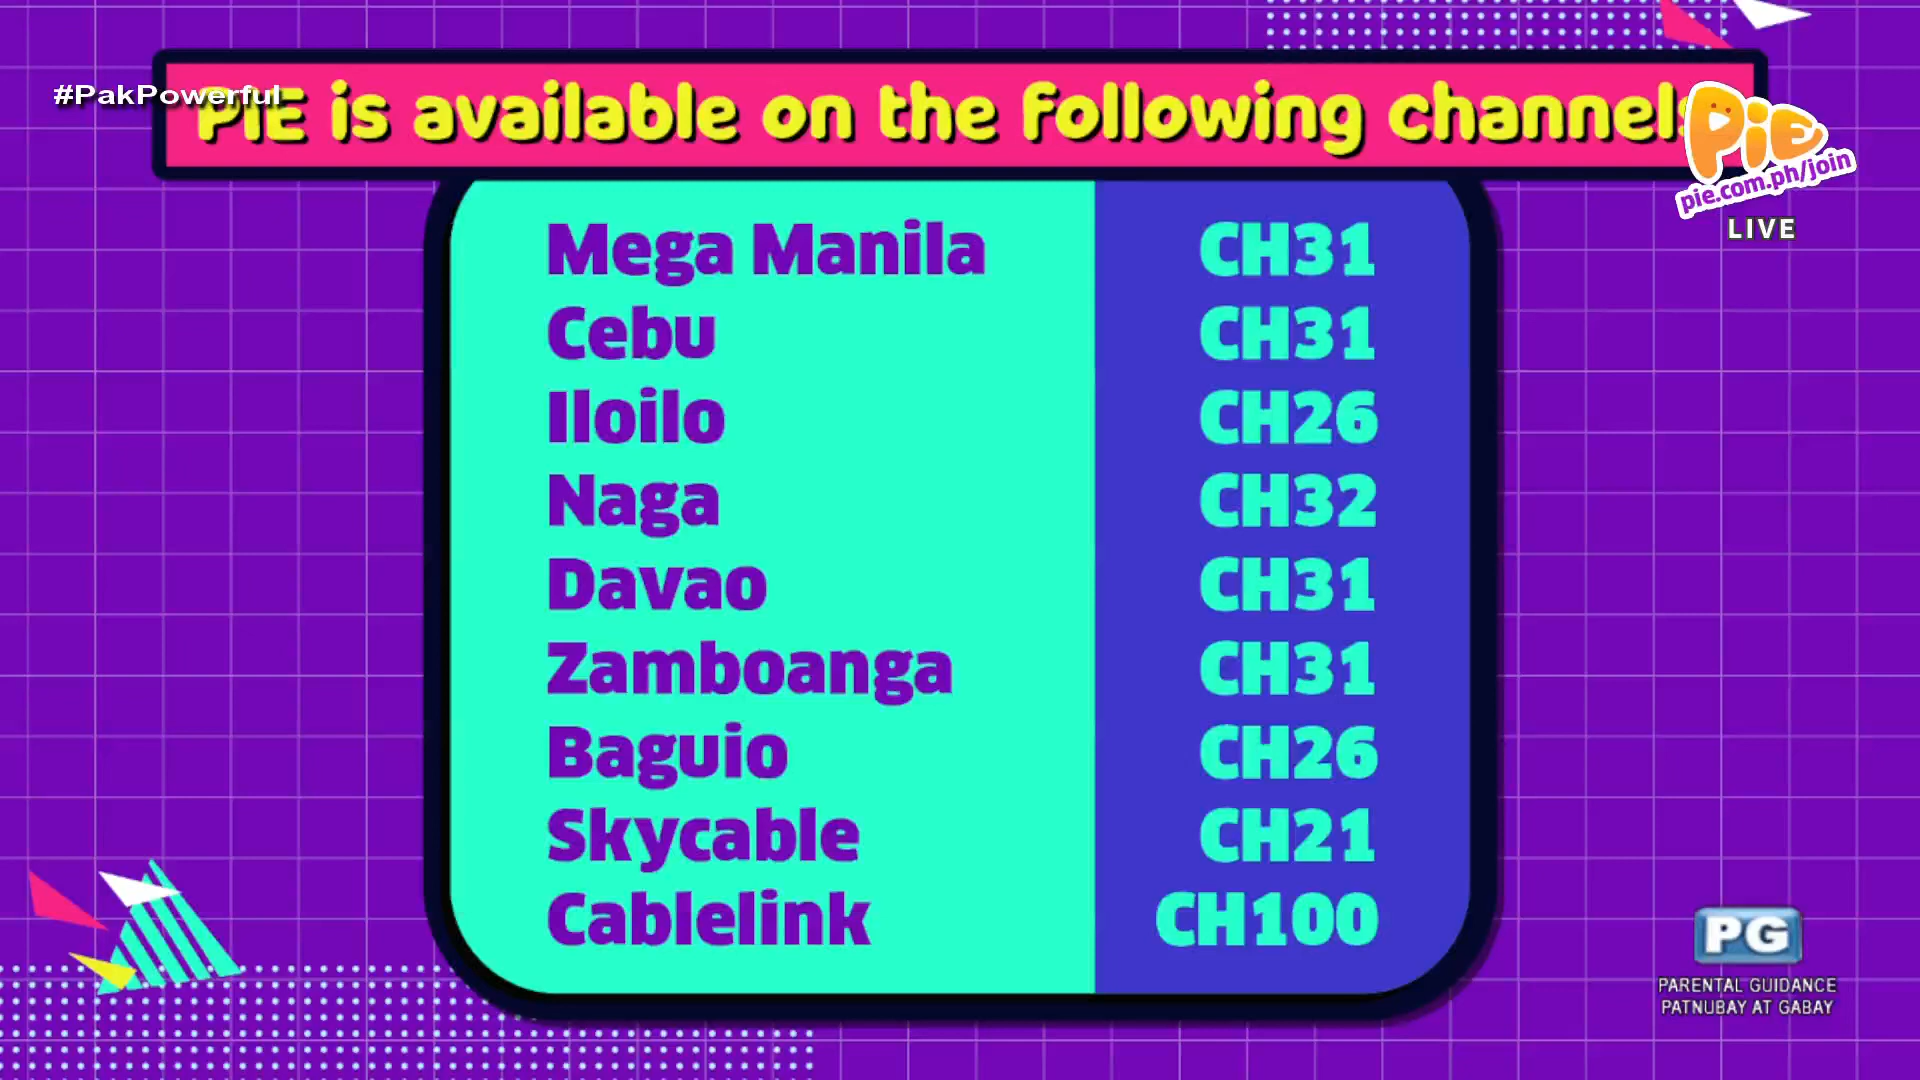 #PakPowerful
PiE is available on the following channels
PiE
pie.com.ph/join
LIVE
Mega Manila CH31
Cebu CH31
Iloilo CH26
Naga CH32
Davao CH31
Zamboanga CH31
Baguio CH26
Skycable CH21
Cablelink CH100
PG
PARENTAL GUIDANCE
PATNUBAY AT GABAY